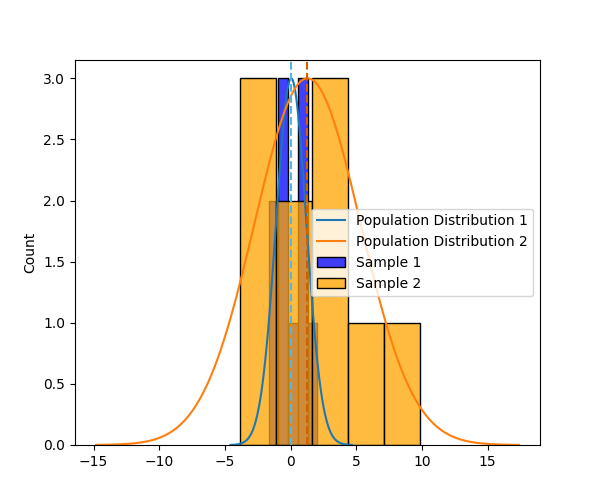 3.0
2.5
2.0
1.5
1.0
0.5
0.0
Count
Population Distribution 1
Population Distribution 2
Sample 1
Sample 2
−15 −10 −5 0 5 10 15